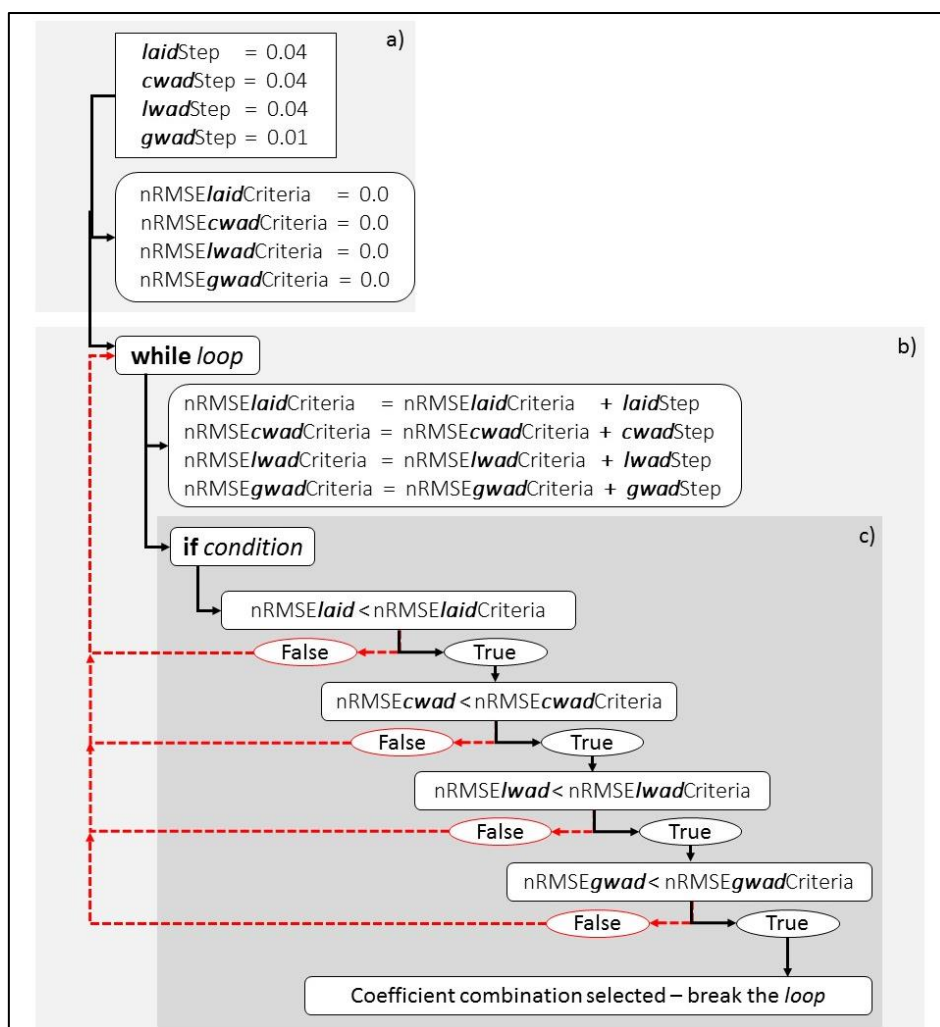 a)
laidStep = 0.04
cwadStep = 0.04
lwadStep = 0.04
gwadStep = 0.01
nRMSElaidCriteria = 0.0
nRMSEcwadCriteria = 0.0
nRMSElwadCriteria = 0.0
nRMSEgwadCriteria = 0.0
b)
while loop
nRMSElaidCriteria = nRMSElaidCriteria + laidStep
nRMSEcwadCriteria = nRMSEcwadCriteria + cwadStep
nRMSElwadCriteria = nRMSElwadCriteria + lwadStep
nRMSEgwadCriteria = nRMSEgwadCriteria + gwadStep
c)
if condition
nRMSElaid < nRMSElaidCriteria
False True
nRMSEcwad < nRMSEcwadCriteria
False True
nRMSElwad < nRMSElwadCriteria
False True
nRMSEgwad < nRMSEgwadCriteria
False True
Coefficient combination selected – break the loop